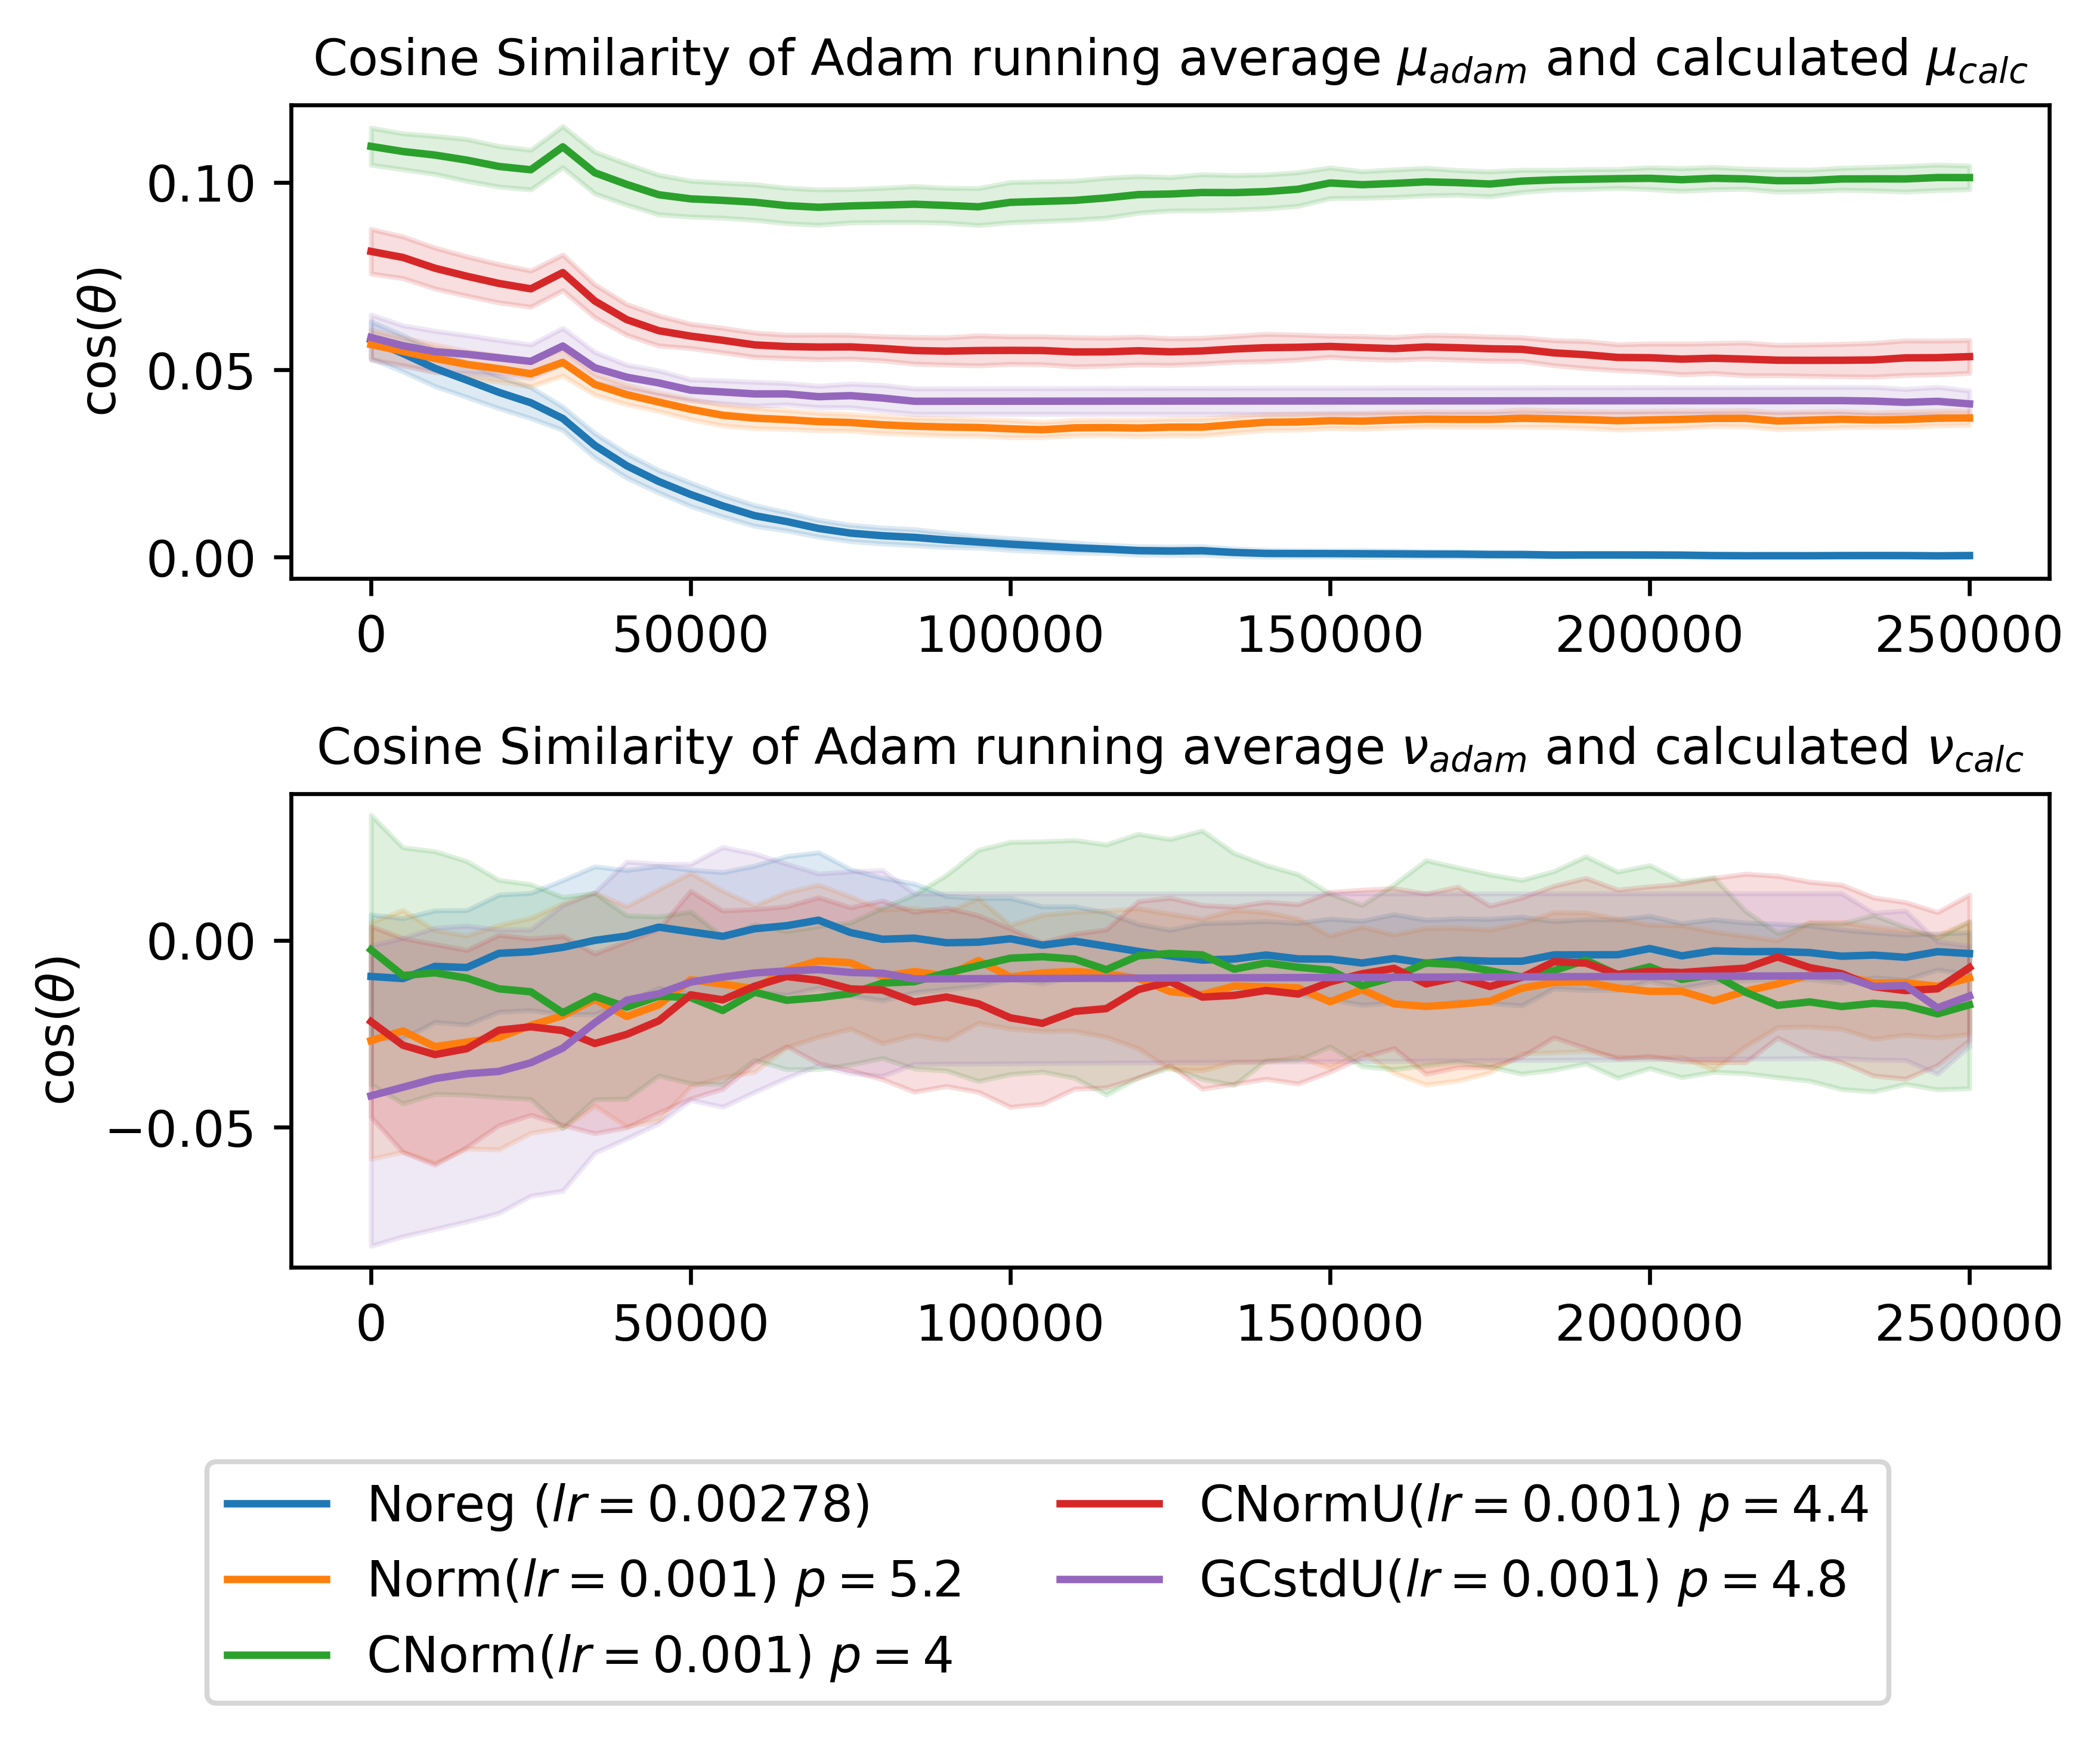 Cosine Similarity of Adam running average μ_adam and calculated μ_calc
0.10
0.05
0.00
cos(θ)
0 50000 100000 150000 200000 250000
Cosine Similarity of Adam running average ν_adam and calculated ν_calc
0.00
−0.05
cos(θ)
0 50000 100000 150000 200000 250000
Noreg (lr = 0.00278)
Norm(lr = 0.001) p = 5.2
CNorm(lr = 0.001) p = 4
CNormU(lr = 0.001) p = 4.4
GCstdU(lr = 0.001) p = 4.8